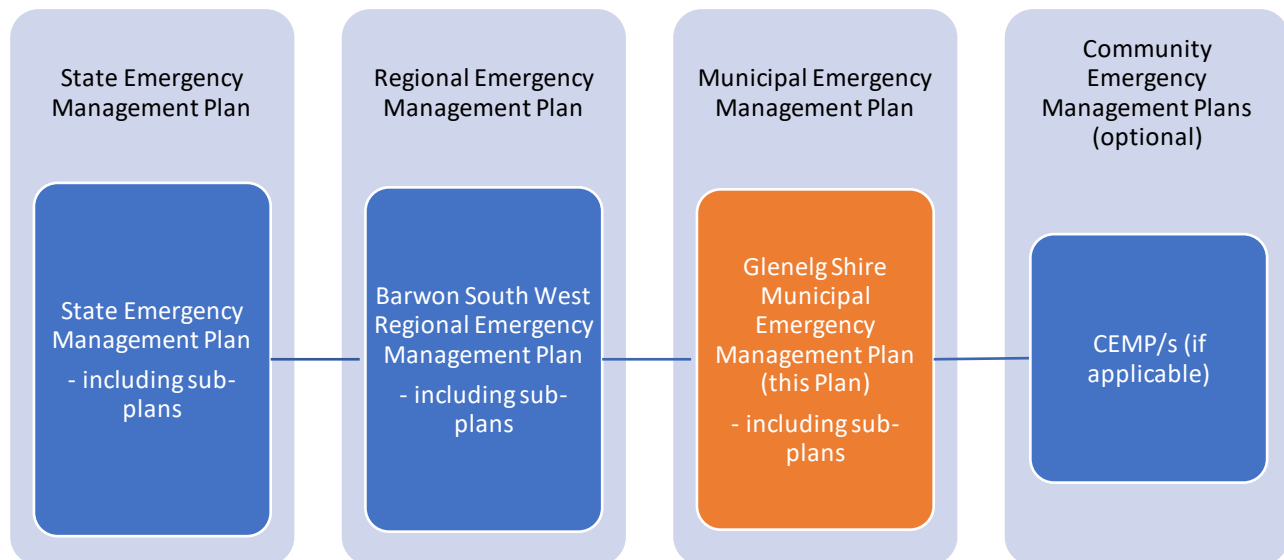 State Emergency
Management Plan
State Emergency
Management Plan
- including sub-
plans
Regional Emergency
Management Plan
Barwon South West
Regional Emergency
Management Plan
- including sub-
plans
Municipal Emergency
Management Plan
Glenelg Shire
Municipal
Emergency
Management Plan
(this Plan)
- including sub-
plans
Community
Emergency
Management Plans
(optional)
CEMP/s (if
applicable)